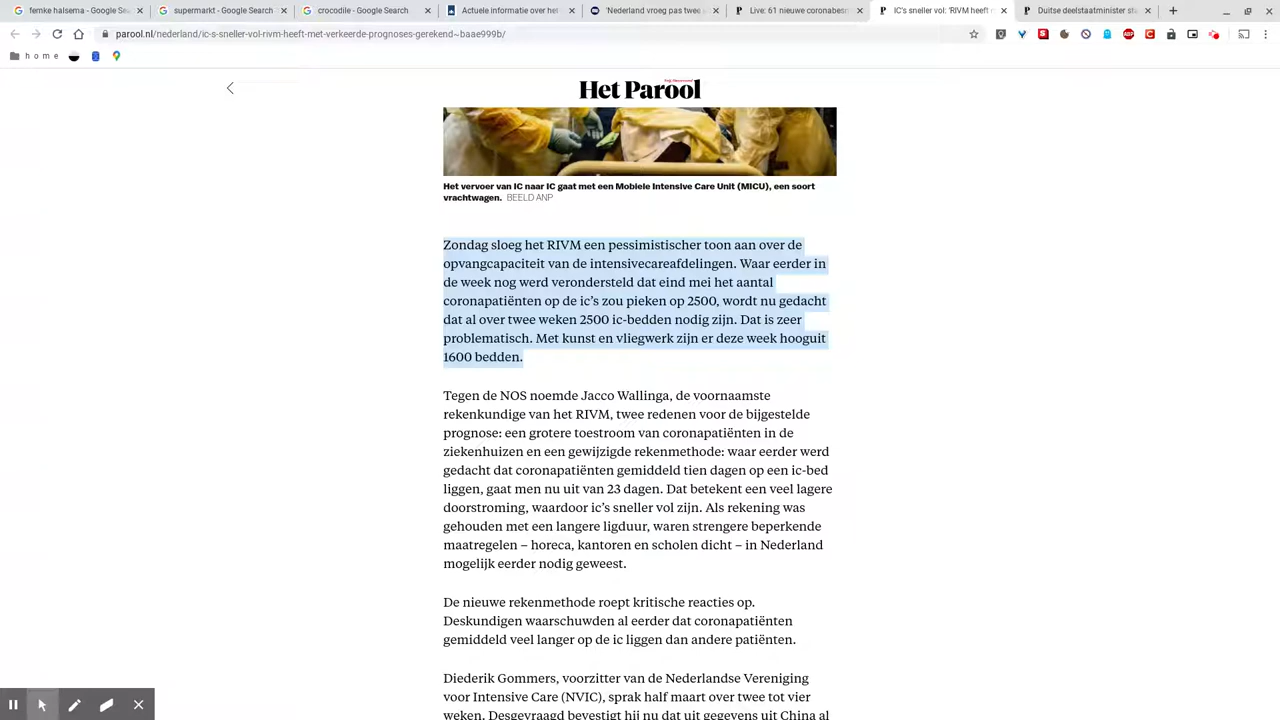 femke halsema - Google Se
supermarkt - Google Search
crocodile - Google Search
Actuele informatie over het
'Nederland vroeg pas twee
Live: 61 nieuwe coronabesm
IC's sneller vol: 'RIVM heeft
Duitse deelstaatminister sta
parool.nl/nederland/ic-s-sneller-vol-rivm-heeft-met-verkeerde-prognoses-gerekend~baae999b/
home
Het Parool
Het vervoer van IC naar IC gaat met een Mobiele Intensive Care Unit (MICU), een soort
vrachtwagen. BEELD ANP
Zondag sloeg het RIVM een pessimistischer toon aan over de
opvangcapaciteit van de intensivecareafdelingen. Waar eerder in
de week nog werd verondersteld dat eind mei het aantal
coronapatiënten op de ic's zou pieken op 2500, wordt nu gedacht
dat al over twee weken 2500 ic-bedden nodig zijn. Dat is zeer
problematisch. Met kunst en vliegwerk zijn er deze week hooguit
1600 bedden.
Tegen de NOS noemde Jacco Wallinga, de voornaamste
rekenkundige van het RIVM, twee redenen voor de bijgestelde
prognose: een grotere toestroom van coronapatiënten in de
ziekenhuizen en een gewijzigde rekenmethode: waar eerder werd
gedacht dat coronapatiënten gemiddeld tien dagen op een ic-bed
liggen, gaat men nu uit van 23 dagen. Dat betekent een veel lagere
doorstroming, waardoor ic's sneller vol zijn. Als rekening was
gehouden met een langere ligduur, waren strengere beperkende
maatregelen – horeca, kantoren en scholen dicht – in Nederland
mogelijk eerder nodig geweest.
De nieuwe rekenmethode roept kritische reacties op.
Deskundigen waarschuwden al eerder dat coronapatiënten
gemiddeld veel langer op de ic liggen dan andere patiënten.
Diederik Gommers, voorzitter van de Nederlandse Vereniging
voor Intensive Care (NVIC), sprak half maart over twee tot vier
weken. Desgevraagd bevestigt hij nu dat uit gegevens uit China al